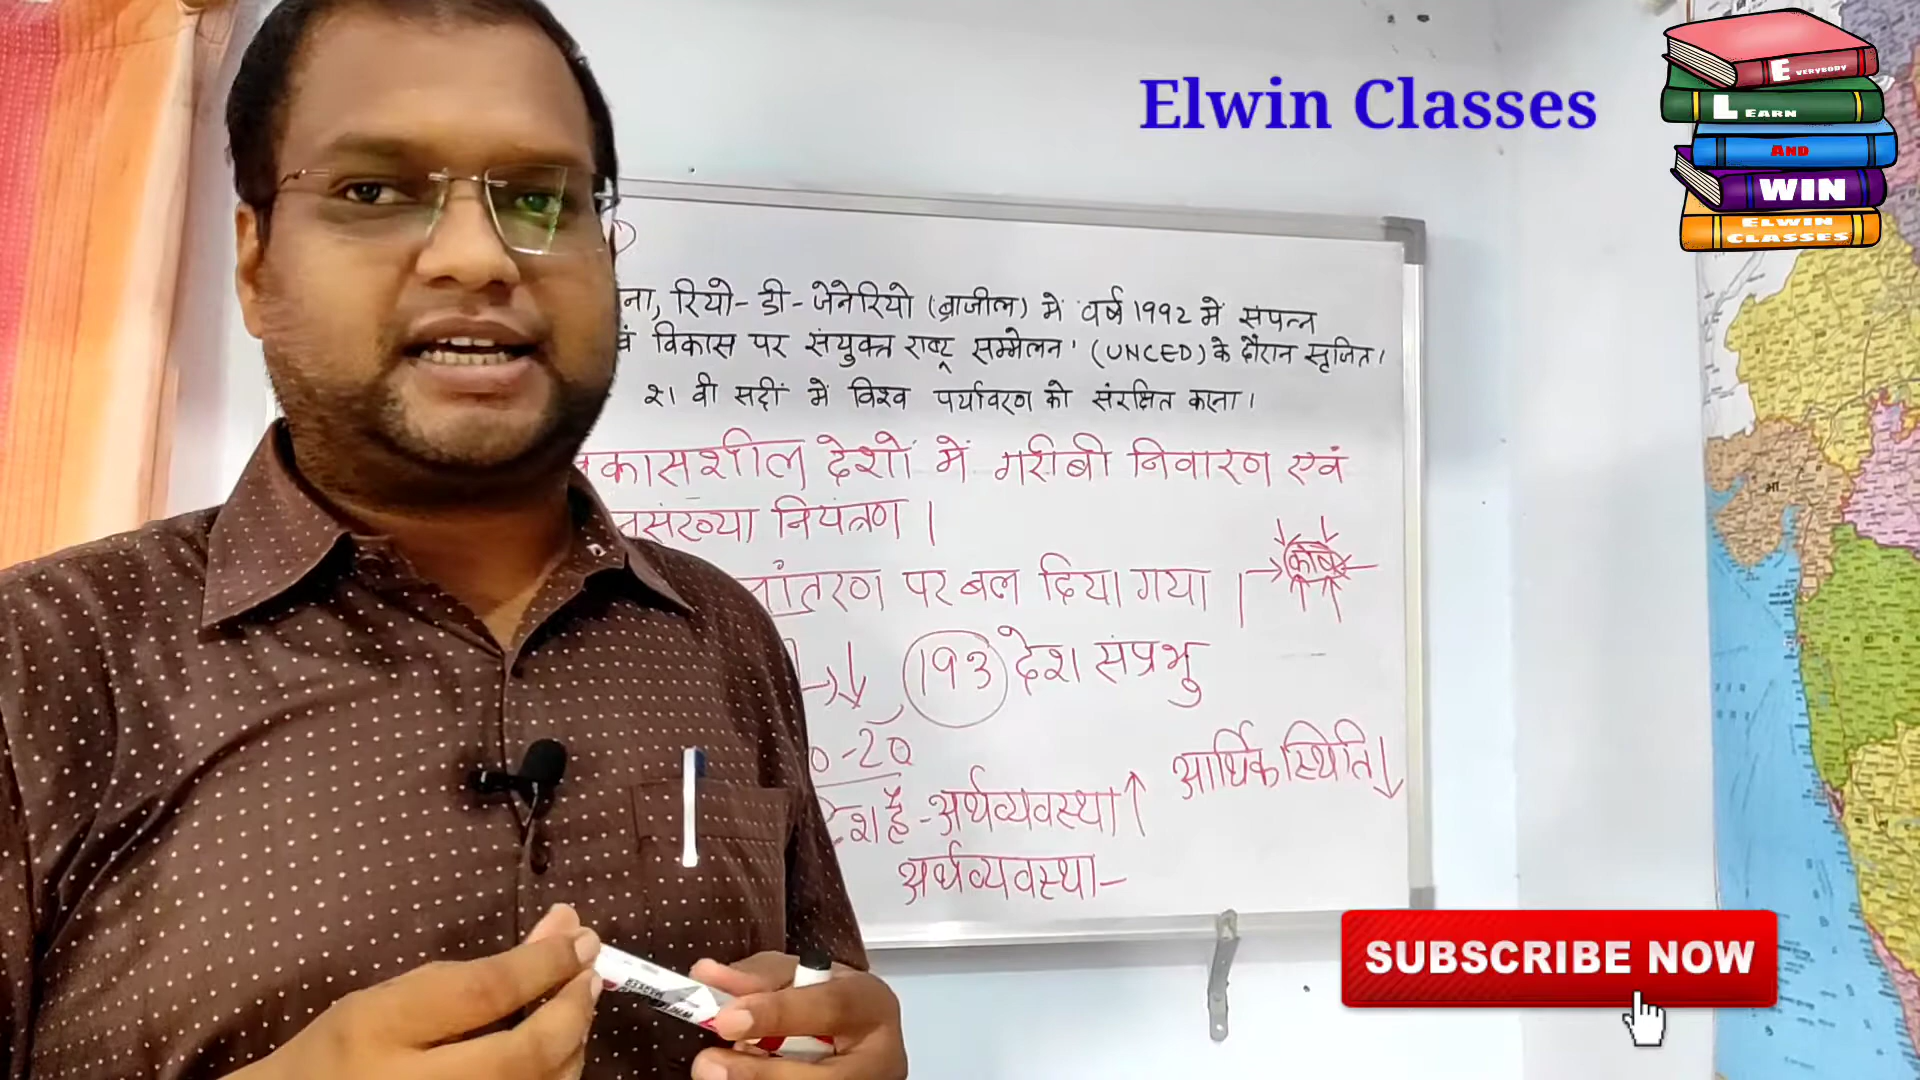 Elwin Classes
EVERYBODY
LEARN
AND
WIN
ELWIN
CLASSES
ना, रियो-डी-जेनेरियो (ब्राजील) में वर्ष 1992 में संपन्न
वं विकास पर संयुक्त राष्ट्र सम्मेलन' (UNCED) के दौरान सृजित।
21 वी सदीं में विश्व पर्यावरण को संरक्षित करना।
कासशील देशों में गरीबी निवारण एवं
नसंख्या नियंत्रण।
ांतरण पर बल दिया गया।
कोष
193 देश संप्रभु
0-20
आर्थिक स्थिति↓
देश हैं-अर्थव्यवस्था↑
अर्थव्यवस्था-
WHITEBOARD
MARKER
SUBSCRIBE NOW